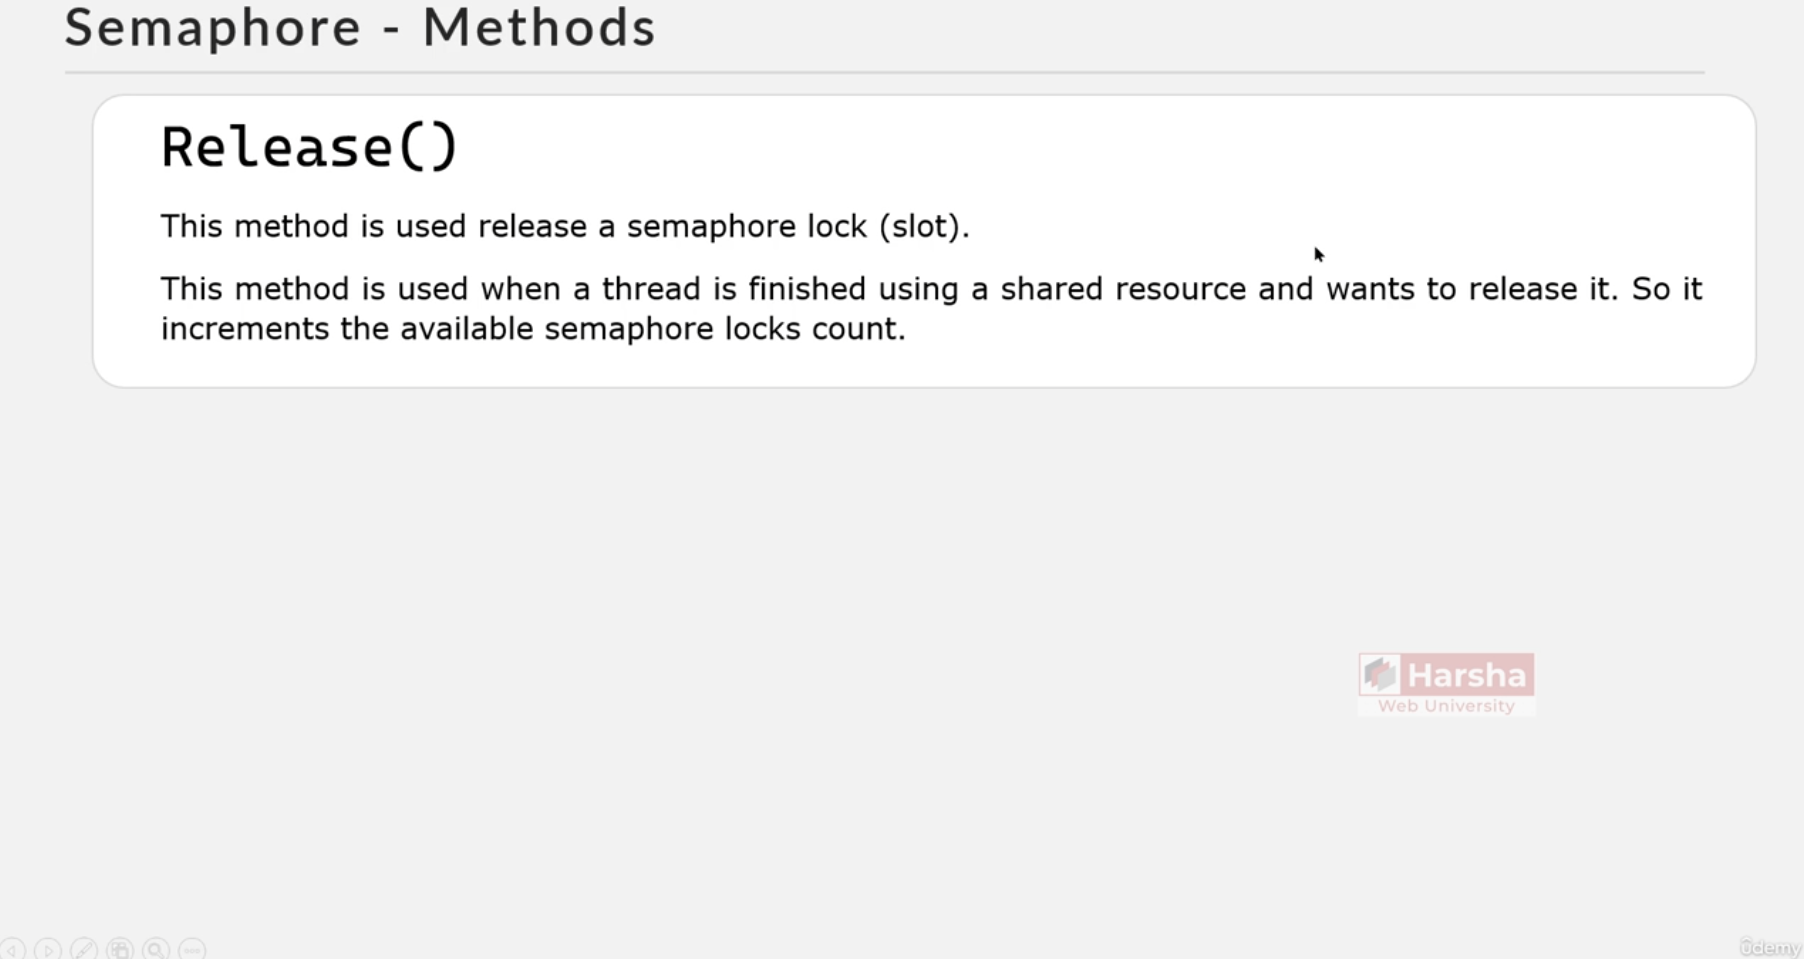 Semaphore - Methods
Release()
This method is used release a semaphore lock (slot).
This method is used when a thread is finished using a shared resource and wants to release it. So it
increments the available semaphore locks count.
Harsha
Web University
ûdemy